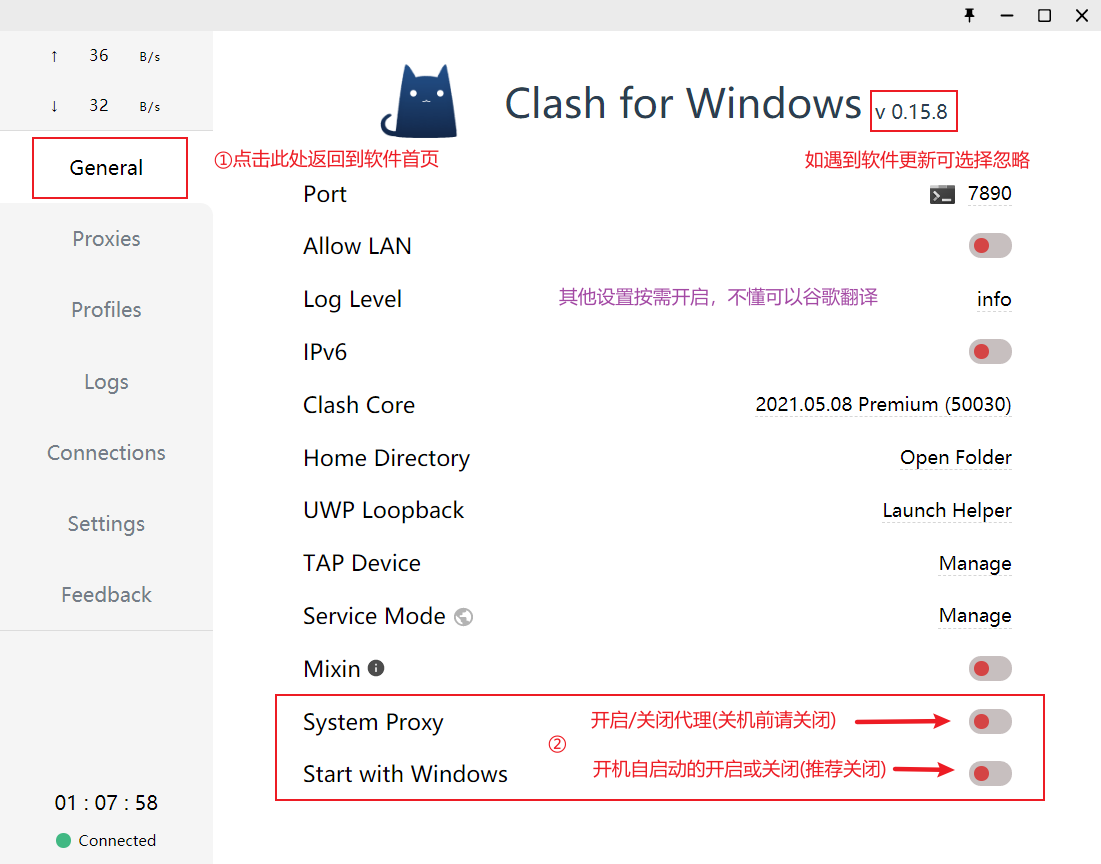 ↑ 36 B/s
↓ 32 B/s
General
Proxies
Profiles
Logs
Connections
Settings
Feedback
01 : 07 : 58
Connected
Clash for Windows v 0.15.8
①点击此处返回到软件首页
如遇到软件更新可选择忽略
Port 7890
Allow LAN
Log Level 其他设置按需开启，不懂可以谷歌翻译 info
IPv6
Clash Core 2021.05.08 Premium (50030)
Home Directory Open Folder
UWP Loopback Launch Helper
TAP Device Manage
Service Mode Manage
Mixin
System Proxy 开启/关闭代理(关机前请关闭)
②
Start with Windows 开机自启动的开启或关闭(推荐关闭)